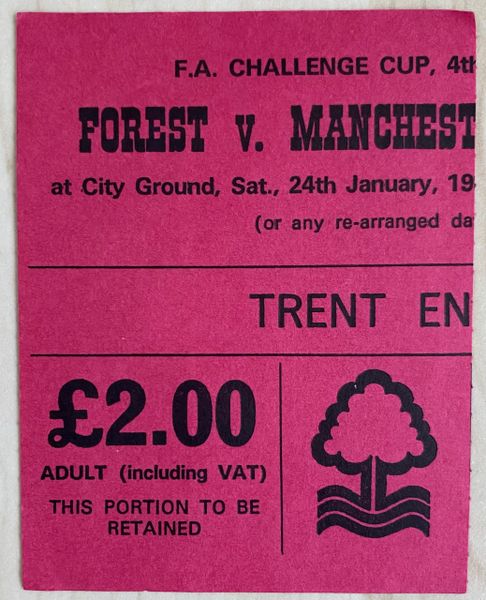 F.A. CHALLENGE CUP, 4th
FOREST v. MANCHEST
at City Ground, Sat., 24th January, 19
(or any re-arranged da
TRENT EN
£2.00
ADULT (including VAT)
THIS PORTION TO BE
RETAINED